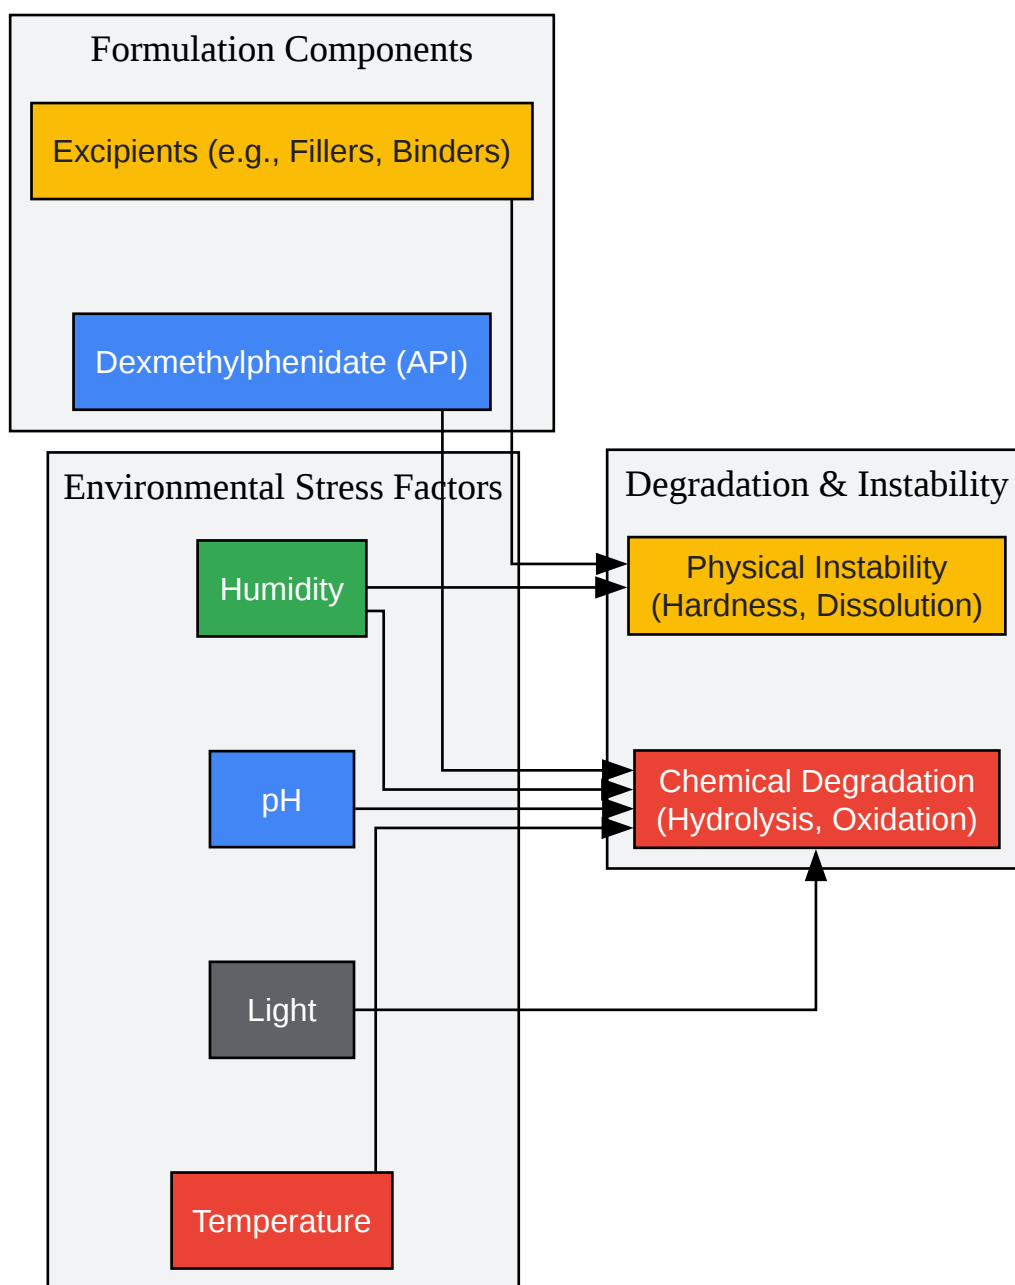 Formulation Components
Excipients (e.g., Fillers, Binders)
Dexmethylphenidate (API)
Environmental Stress Factors
Humidity
pH
Light
Temperature
Degradation & Instability
Physical Instability
(Hardness, Dissolution)
Chemical Degradation
(Hydrolysis, Oxidation)